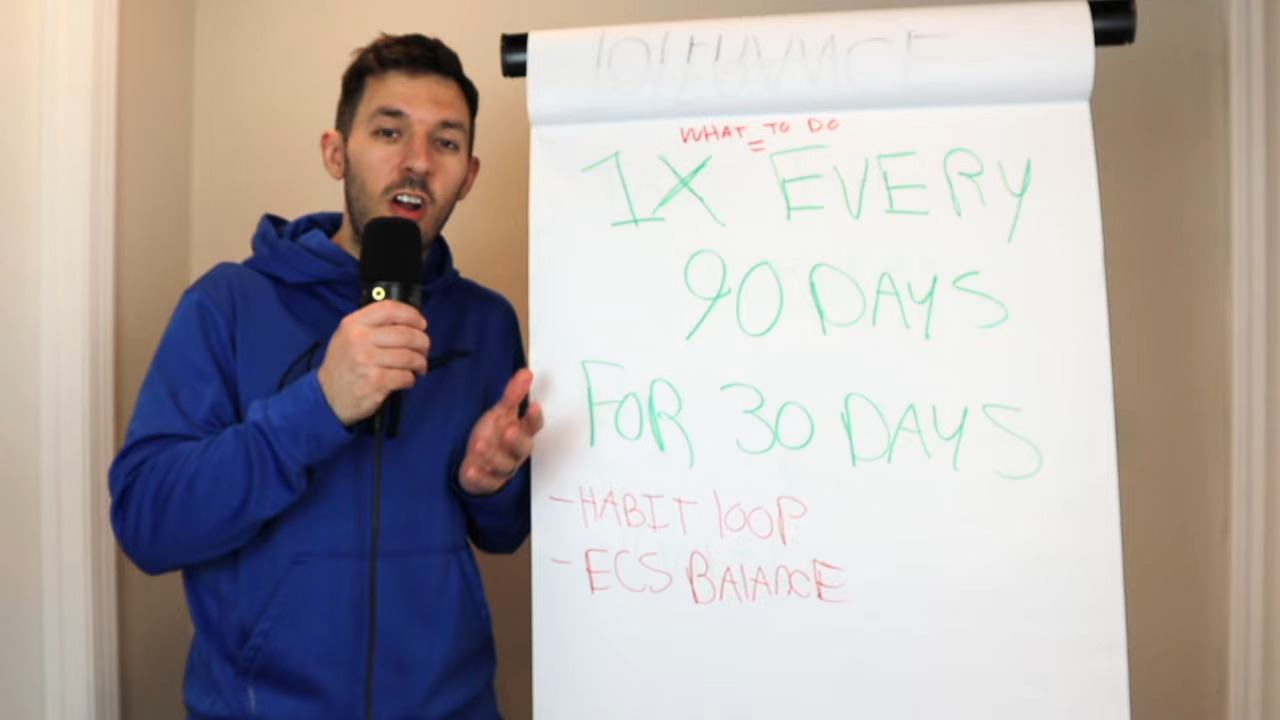 WHAT TO DO
1X EVERY
90 DAYS
FOR 30 DAYS
-HABIT LOOP
-ECS BALANCE